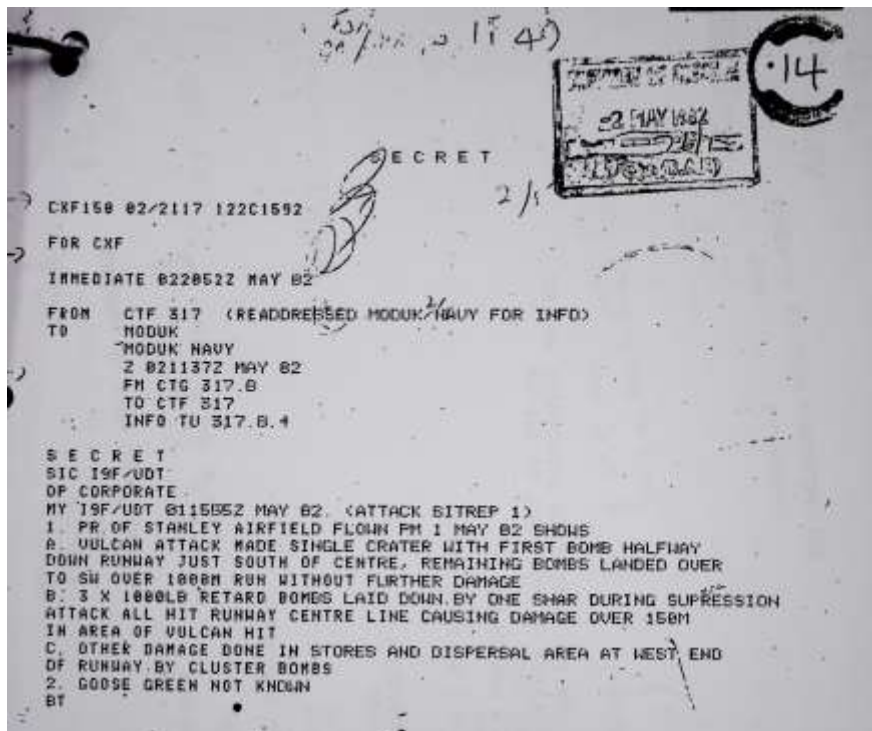 1 (i 4)
14
22 MAY 1982
SECRET
2/5
CXF150 02/2117 122C1592
FOR CXF
IMMEDIATE 022052Z MAY 82
FROM CTF 317 (READDRESSED MODUK NAVY FOR INFO)
TO MODUK
MODUK NAVY
Z 021137Z MAY 82
FM CTG 317.8
TO CTF 317
INFO TU 317.8.4
S E C R E T
SIC I9F/UDT
OP CORPORATE
MY I9F/UDT 011555Z MAY 82. (ATTACK SITREP 1)
1. PR OF STANLEY AIRFIELD FLOWN PM 1 MAY 82 SHOWS
A. VULCAN ATTACK MADE SINGLE CRATER WITH FIRST BOMB HALFWAY
DOWN RUNWAY JUST SOUTH OF CENTRE, REMAINING BOMBS LANDED OVER
TO SW OVER 1000M RUN WITHOUT FURTHER DAMAGE
B. 3 X 1000LB RETARD BOMBS LAID DOWN BY ONE SHAR DURING SUPRESSION
ATTACK ALL HIT RUNWAY CENTRE LINE CAUSING DAMAGE OVER 150M
IN AREA OF VULCAN HIT
C. OTHER DAMAGE DONE IN STORES AND DISPERSAL AREA AT WEST END
OF RUNWAY BY CLUSTER BOMBS
2. GOOSE GREEN NOT KNOWN
BT